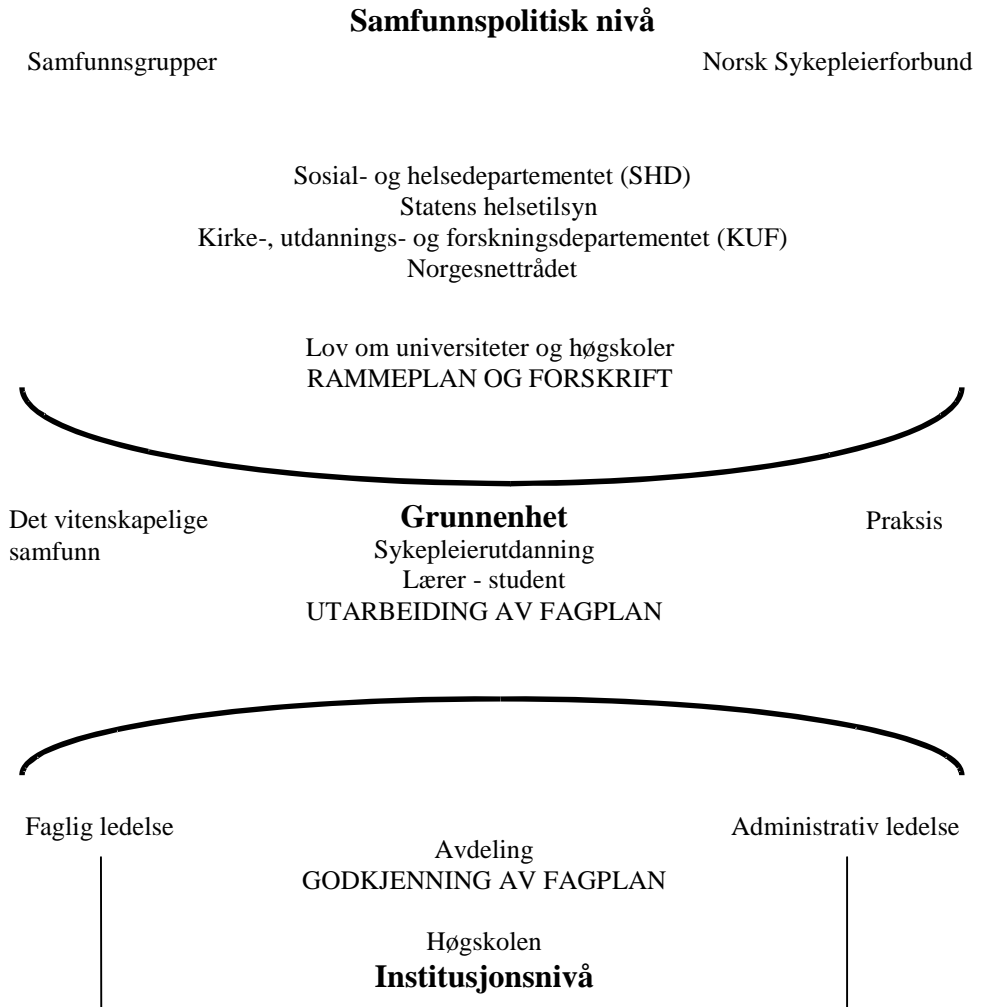 Samfunnspolitisk nivå
Samfunnsgrupper
Norsk Sykepleierforbund
Sosial- og helsedepartementet (SHD)
Statens helsetilsyn
Kirke-, utdannings- og forskningsdepartementet (KUF)
Norgesnettrådet
Lov om universiteter og høgskoler
RAMMEPLAN OG FORSKRIFT
Det vitenskapelige
samfunn
Grunnenhet
Sykepleierutdanning
Lærer - student
UTARBEIDING AV FAGPLAN
Praksis
Faglig ledelse
Administrativ ledelse
Avdeling
GODKJENNING AV FAGPLAN
Høgskolen
Institusjonsnivå